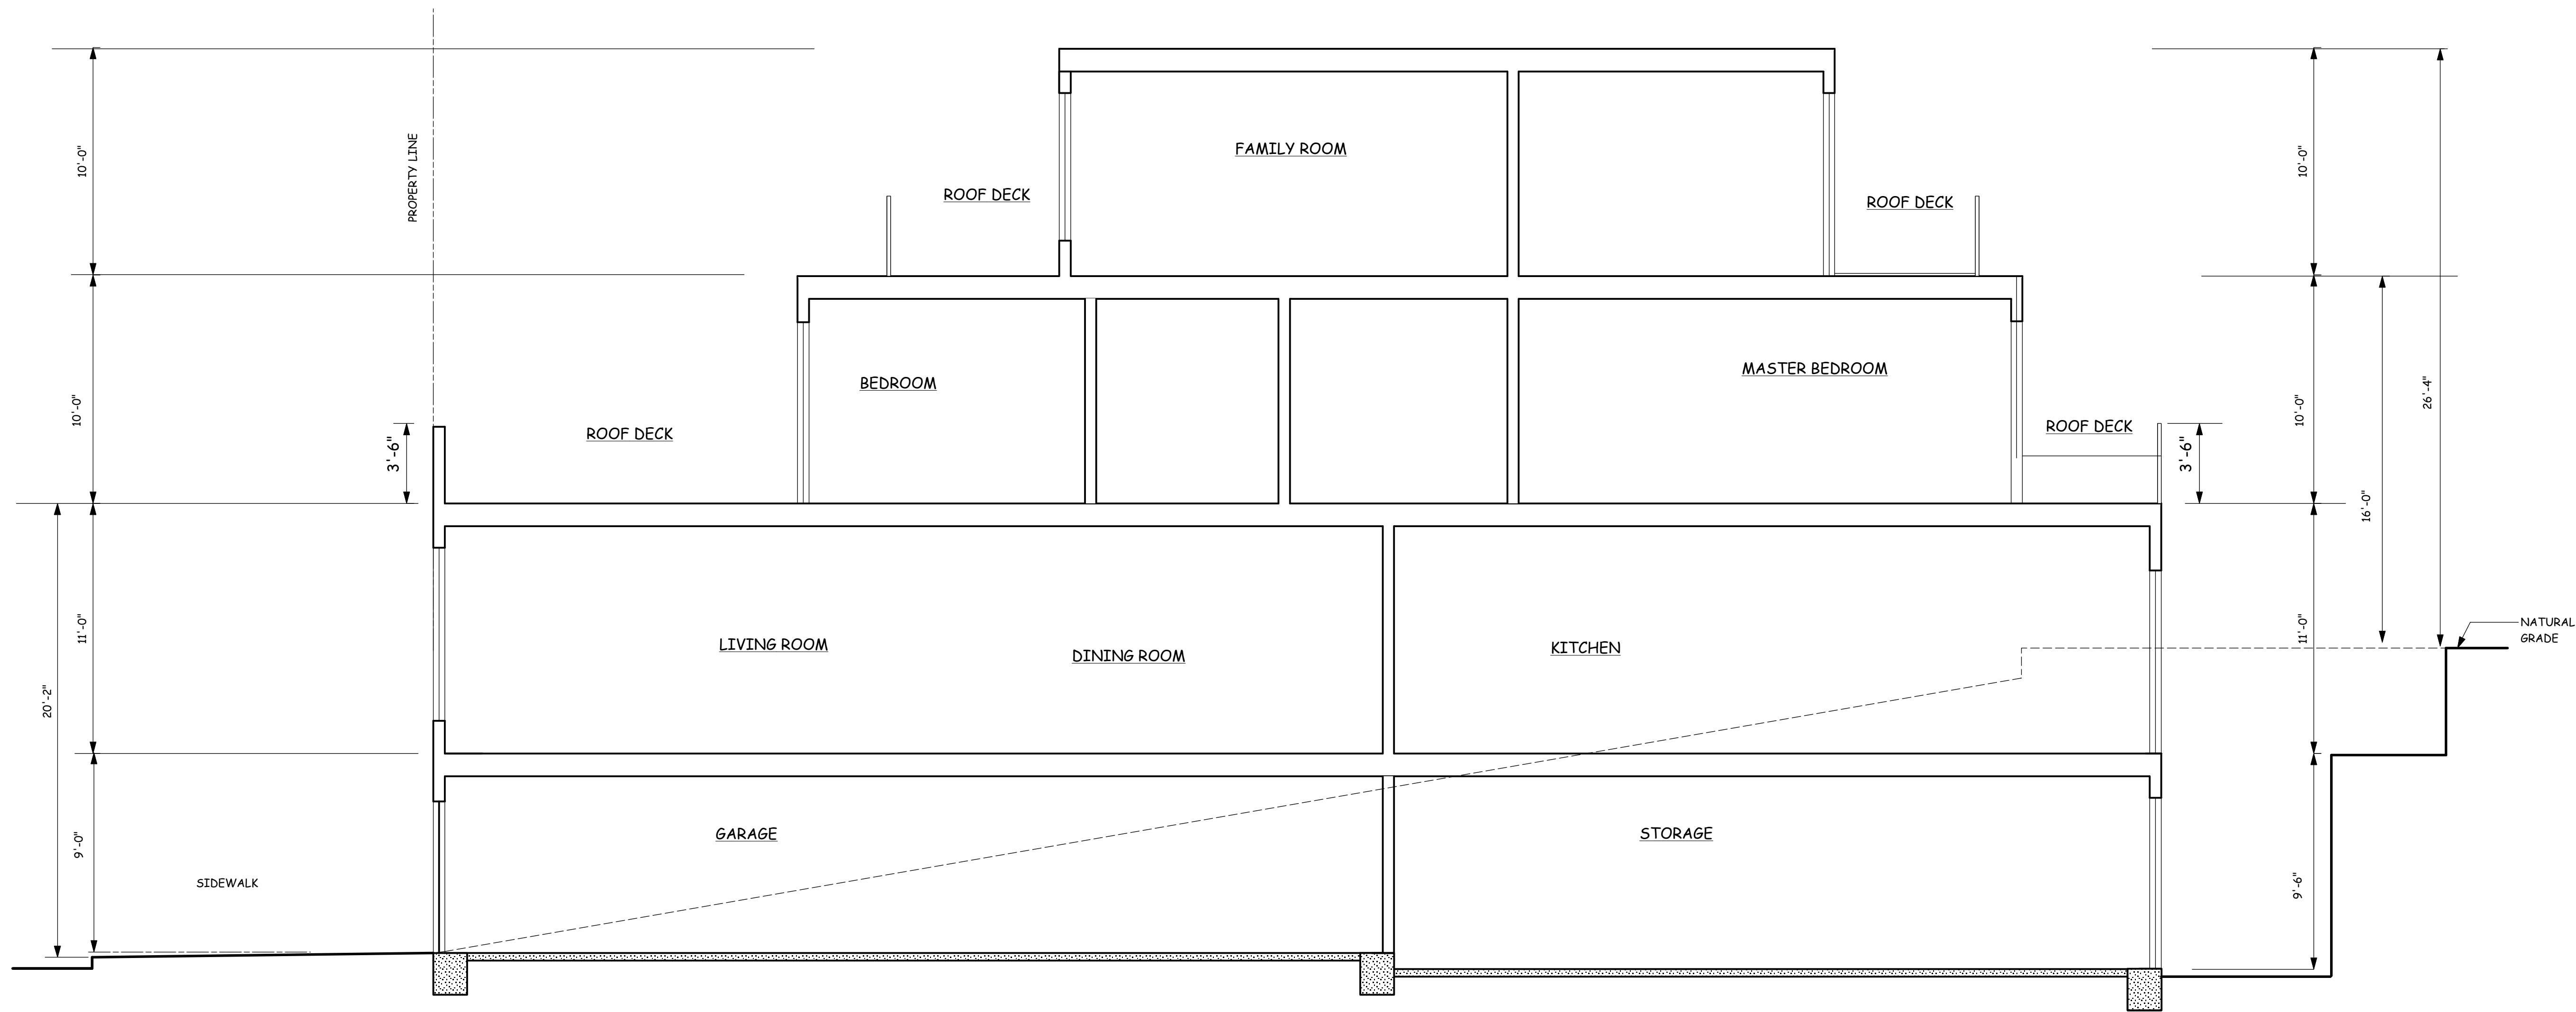 10'-0"
PROPERTY LINE
FAMILY ROOM
10'-0"
ROOF DECK
ROOF DECK
10'-0"
BEDROOM
MASTER BEDROOM
10'-0"
26'-4"
3'-6"
ROOF DECK
ROOF DECK
3'-6"
16'-0"
11'-0"
LIVING ROOM
DINING ROOM
KITCHEN
11'-0"
NATURAL
GRADE
20'-2"
9'-0"
GARAGE
STORAGE
SIDEWALK
9'-6"